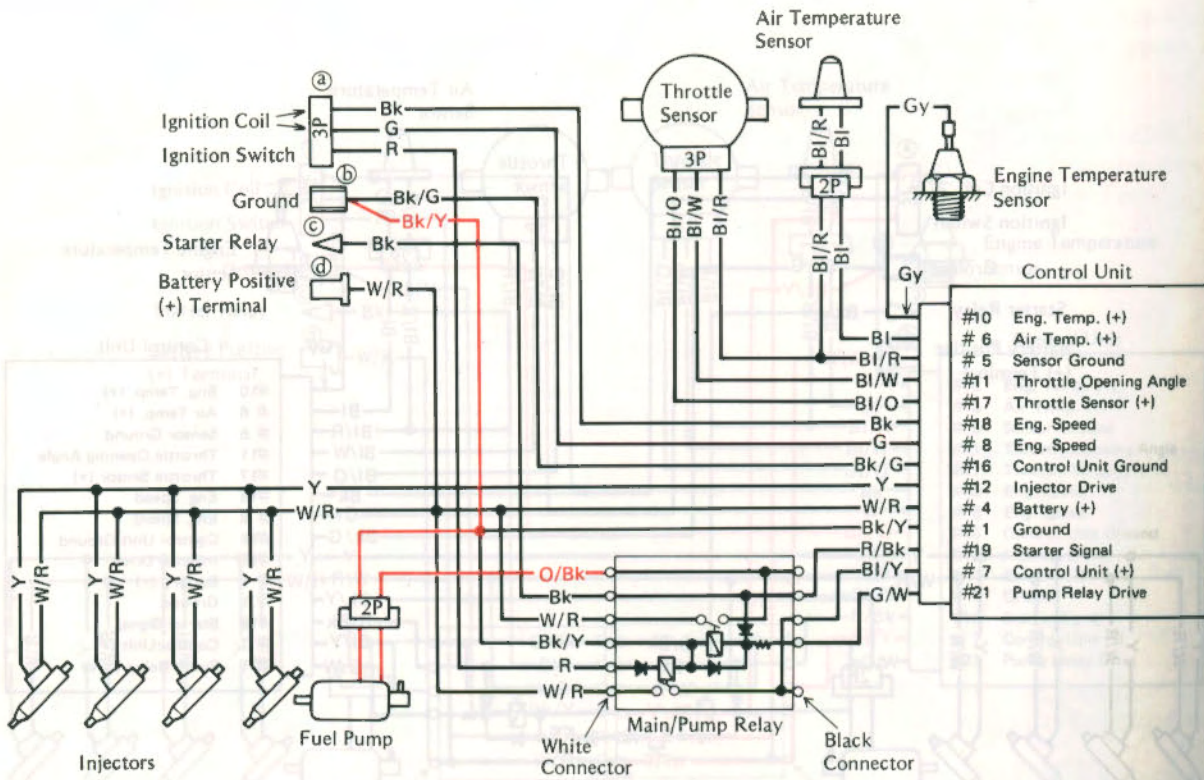 Air Temperature
Sensor
ⓐ
Ignition Coil
3P
Ignition Switch
Bk
G
R
ⓑ
Ground
Bk/G
Bk/Y
ⓒ
Starter Relay
Bk
ⓓ
Battery Positive
(+) Terminal
W/R
Throttle
Sensor
3P
Bl/O
Bl/W
Bl/R
Bl/R
Bl
2P
Bl/R
Bl
Gy
Engine Temperature
Sensor
Gy
Control Unit
#10 Eng. Temp. (+)
Bl # 6 Air Temp. (+)
Bl/R # 5 Sensor Ground
Bl/W #11 Throttle Opening Angle
Bl/O #17 Throttle Sensor (+)
Bk #18 Eng. Speed
G # 8 Eng. Speed
Bk/G #16 Control Unit Ground
Y Y #12 Injector Drive
W/R W/R # 4 Battery (+)
Bk/Y # 1 Ground
R/Bk #19 Starter Signal
Bl/Y # 7 Control Unit (+)
G/W #21 Pump Relay Drive
Y
W/R
Y
W/R
Y
W/R
Y
W/R
2P
O/Bk
Bk
W/R
Bk/Y
R
W/R
Injectors
Fuel Pump
Main/Pump Relay
White
Connector
Black
Connector